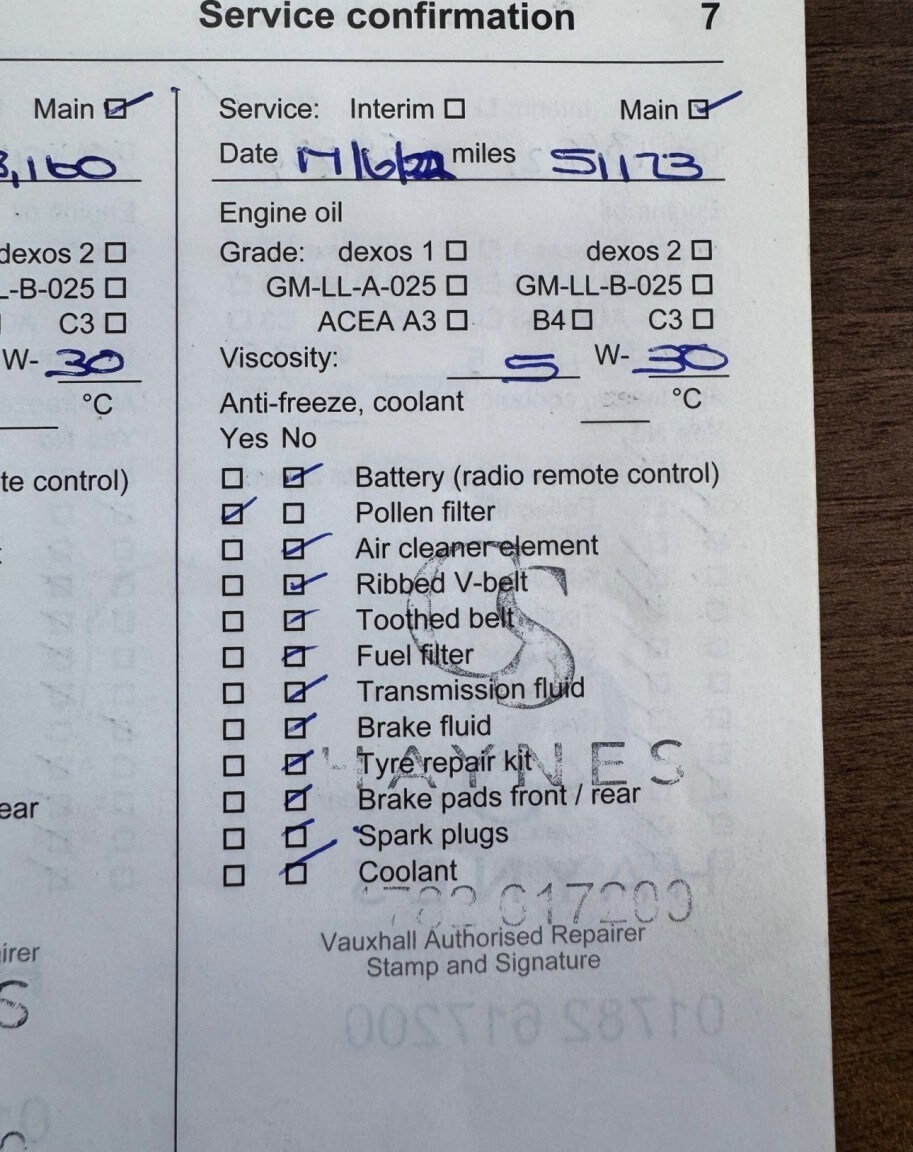 Service confirmation 7
Main
3,160
dexos 2
L-B-025
C3
W- 30
°C
te control)
ear
irer
S
Service: Interim Main
Date miles 51173
Engine oil
Grade: dexos 1 dexos 2
GM-LL-A-025 GM-LL-B-025
ACEA A3 B4 C3
Viscosity: 5 W- 30
Anti-freeze, coolant °C
Yes No
Battery (radio remote control)
Pollen filter
Air cleaner element
Ribbed V-belt
Toothed belt
Fuel filter
Transmission fluid
Brake fluid
Tyre repair kit
Brake pads front / rear
Spark plugs
Coolant
CS
HAYNES
1782 617200
Vauxhall Authorised Repairer
Stamp and Signature
01782 617200